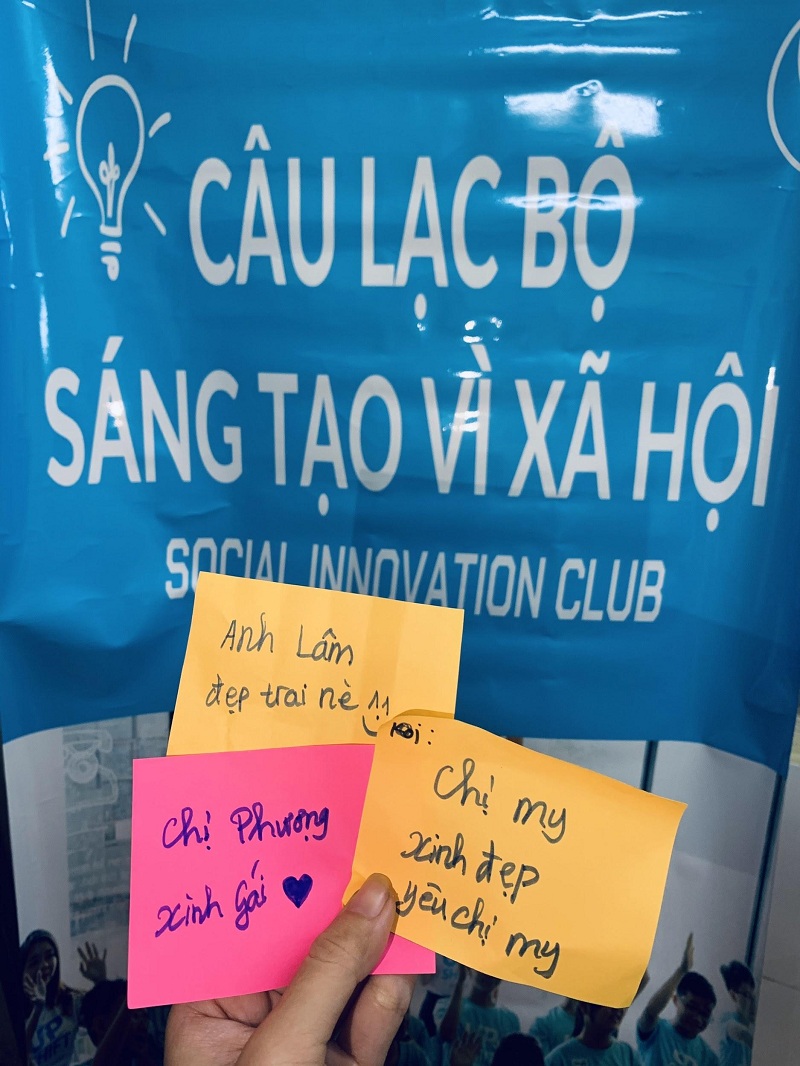 CÂU LẠC BỘ
SÁNG TẠO VÌ XÃ HỘI
SOCIAL INNOVATION CLUB
Anh Lâm
đẹp trai nè
Chị Phượng
xinh gái
Chị my
xinh đẹp
yêu chị my